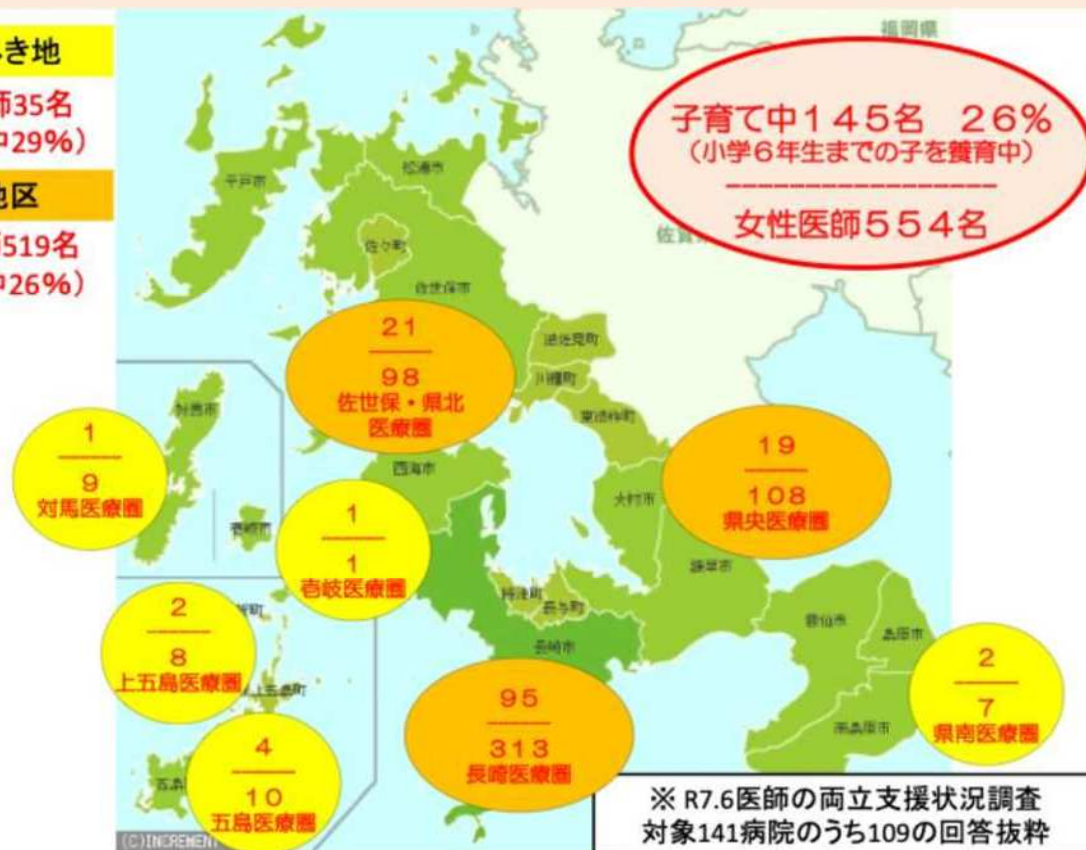 き地
師35名
中29%）
地区
519名
中26%）
福岡県
子育て中１４５名　２６%
（小学６年生までの子を養育中）
女性医師５５４名
平戸市
松浦市
佐々町
佐世保市
21
98
佐世保・県北
医療圏
波佐見町
川棚町
東彼杵町
対馬市
1
9
対馬医療圏
西海市
19
108
県央医療圏
大村市
壱岐市
1
1
壱岐医療圏
諫早市
時津町
長与町
長崎市
雲仙市
島原市
2
8
上五島医療圏
上五島町
2
7
県南医療圏
南島原市
95
313
長崎医療圏
4
10
五島医療圏
(C)INCREMENT
※ R7.6医師の両立支援状況調査
対象141病院のうち109の回答抜粋